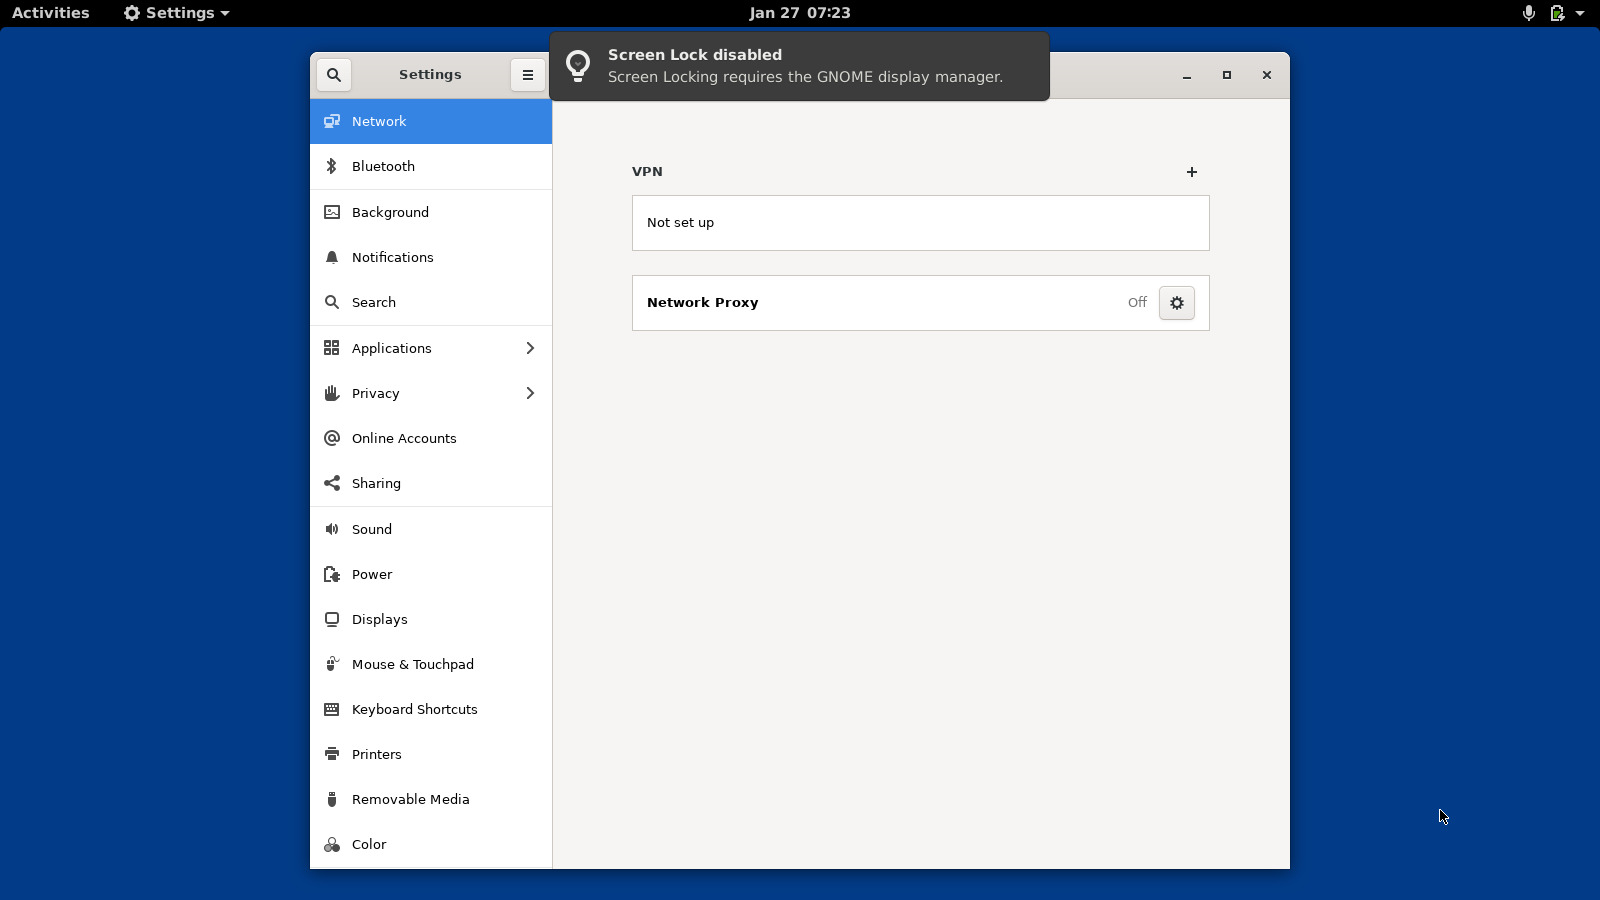 Activities
Settings
Jan 27 07:23
Screen Lock disabled
Screen Locking requires the GNOME display manager.
Settings
Network
Bluetooth
Background
Notifications
Search
Applications
Privacy
Online Accounts
Sharing
Sound
Power
Displays
Mouse & Touchpad
Keyboard Shortcuts
Printers
Removable Media
Color
VPN
Not set up
Network Proxy Off